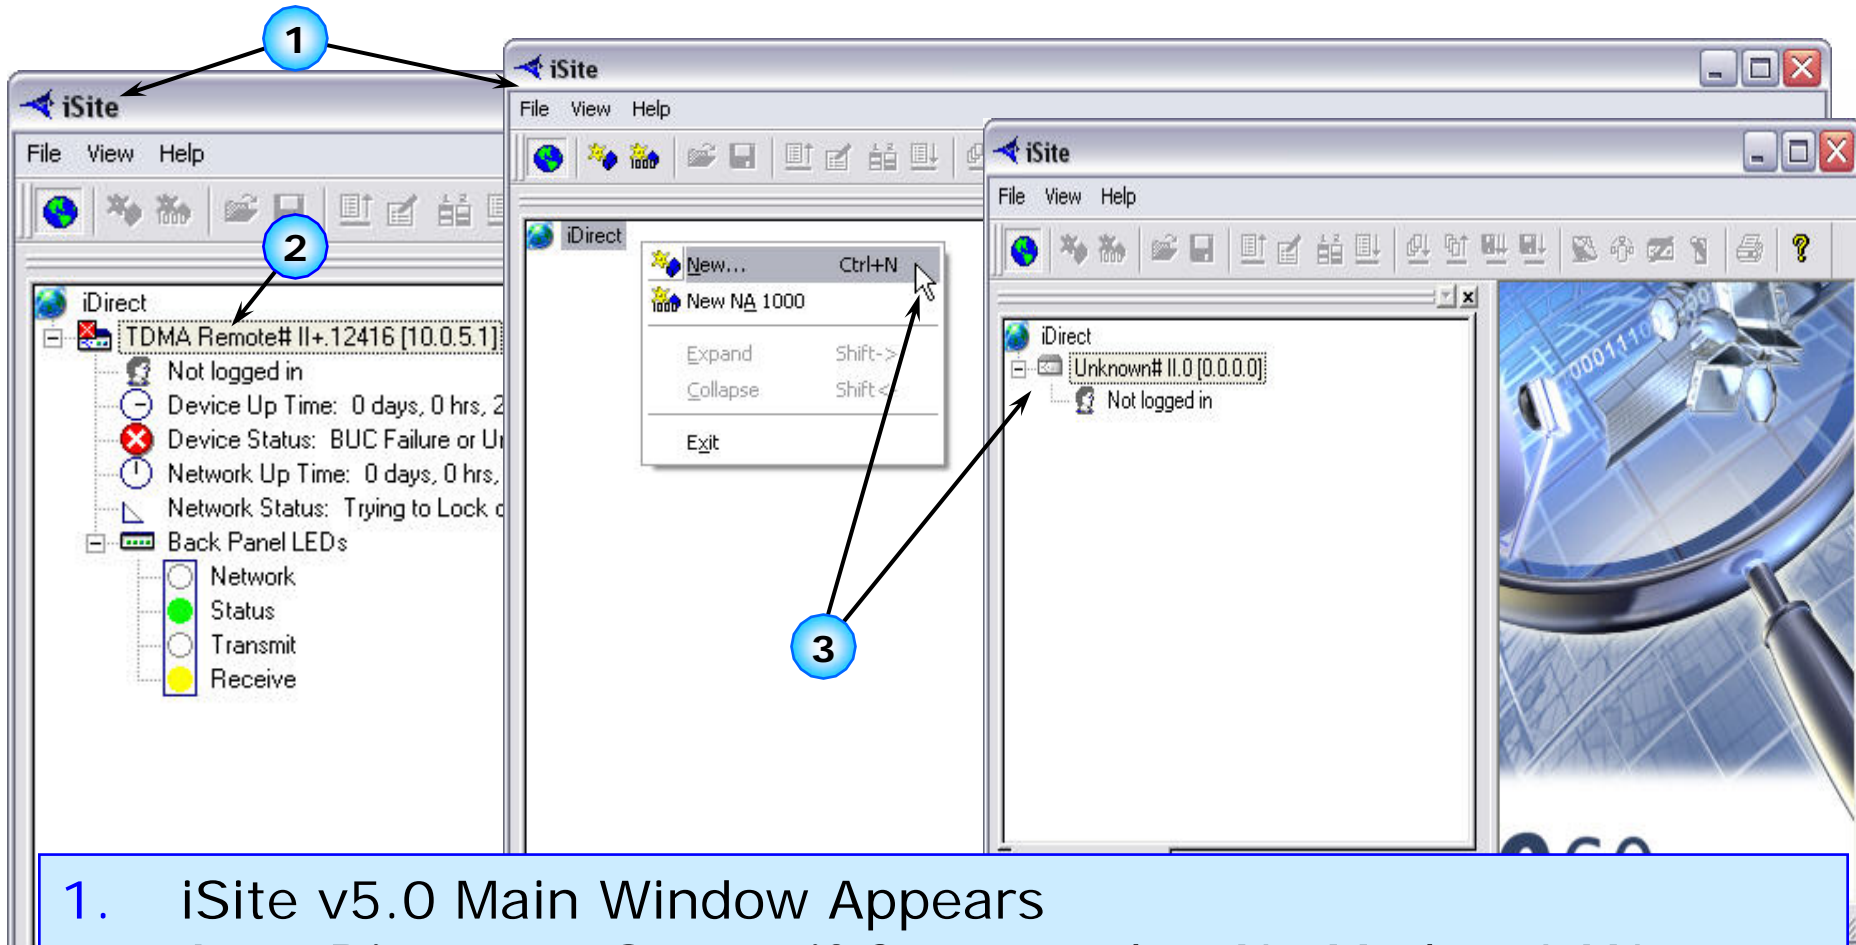 1
iSite
File View Help
2
iDirect
TDMA Remote# II+.12416 [10.0.5.1]
Not logged in
Device Up Time: 0 days, 0 hrs, 2
Device Status: BUC Failure or
Network Up Time: 0 days, 0 hrs,
Network Status: Trying to Lock
Back Panel LEDs
Network
Status
Transmit
Receive
iSite
File View Help
1000
iDirect
New... Ctrl+N
1000 New NA 1000
Expand Shift->
Collapse Shift<
Exit
3
iSite
File View Help
iDirect
Unknown# II.0 [0.0.0.0]
Not logged in
1. iSite v5.0 Main Window Appears